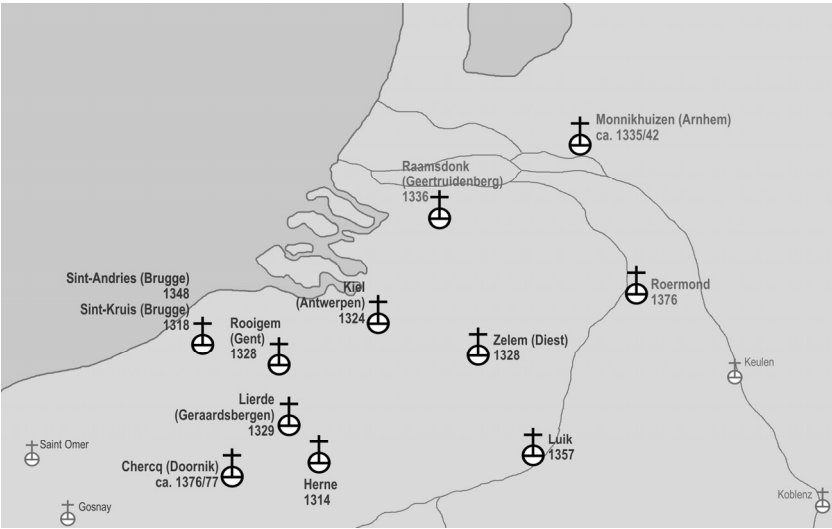 Monnikhuizen (Arnhem)
ca. 1335/42
Raamsdonk
(Geertruidenberg)
1336
Sint-Andries (Brugge)
1348
Sint-Kruis (Brugge)
1318
Kiel
(Antwerpen)
1324
Roermond
1376
Rooigem
(Gent)
1328
Zelem (Diest)
1328
Keulen
Lierde
(Geraardsbergen)
1329
Saint Omer
Luik
1357
Chercq (Doornik)
ca. 1376/77
Herne
1314
Koblenz
Gosnay